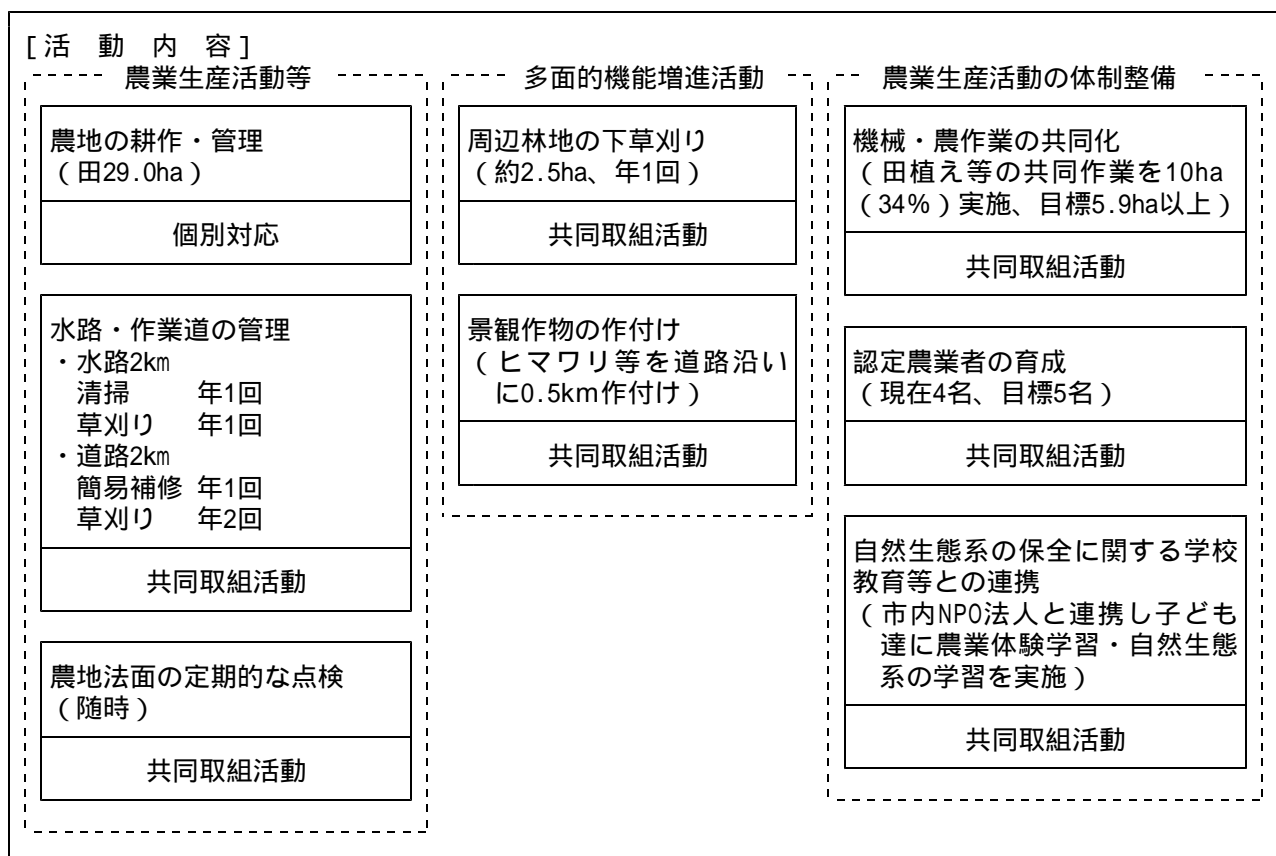 [活 動 内 容]
農業生産活動等
農地の耕作・管理
(田29.0ha)
個別対応
水路・作業道の管理
・水路2km
清掃 年1回
草刈り 年1回
・道路2km
簡易補修 年1回
草刈り 年2回
共同取組活動
農地法面の定期的な点検
(随時)
共同取組活動
多面的機能増進活動
周辺林地の下草刈り
(約2.5ha、年1回)
共同取組活動
景観作物の作付け
(ヒマワリ等を道路沿い
に0.5km作付け)
共同取組活動
農業生産活動の体制整備
機械・農作業の共同化
(田植え等の共同作業を10ha
(34%)実施、目標5.9ha以上)
共同取組活動
認定農業者の育成
(現在4名、目標5名)
共同取組活動
自然生態系の保全に関する学校
教育等との連携
(市内NPO法人と連携し子ども
達に農業体験学習・自然生態
系の学習を実施)
共同取組活動